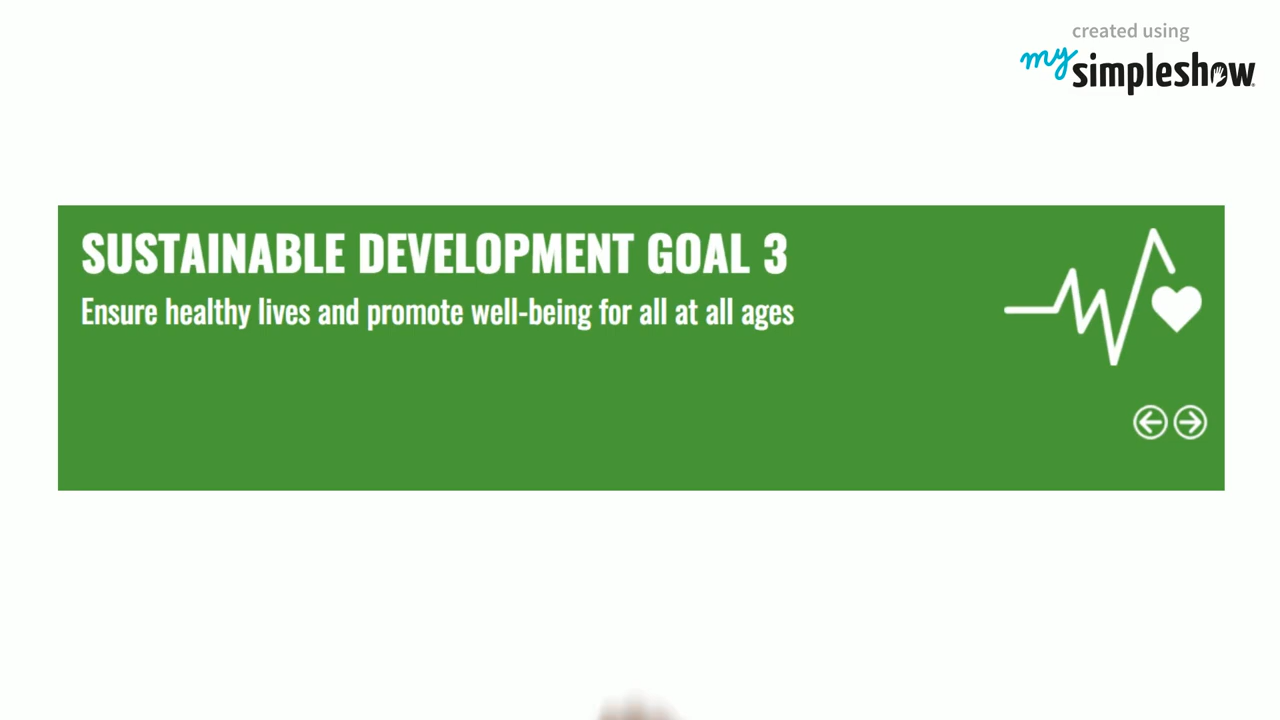 created using
my simpleshow
SUSTAINABLE DEVELOPMENT GOAL 3
Ensure healthy lives and promote well-being for all at all ages